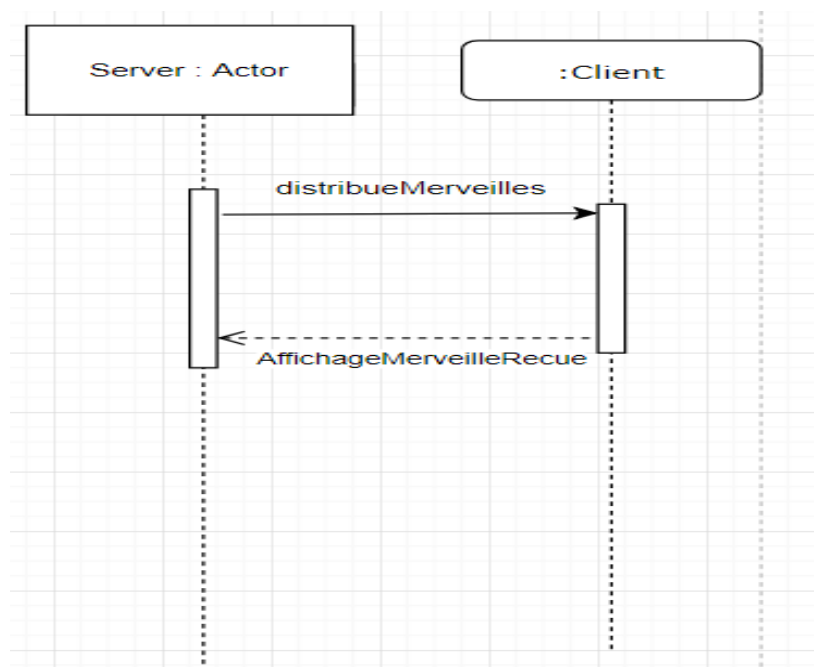 Server : Actor
:Client
distribueMerveilles
AffichageMerveilleRecue